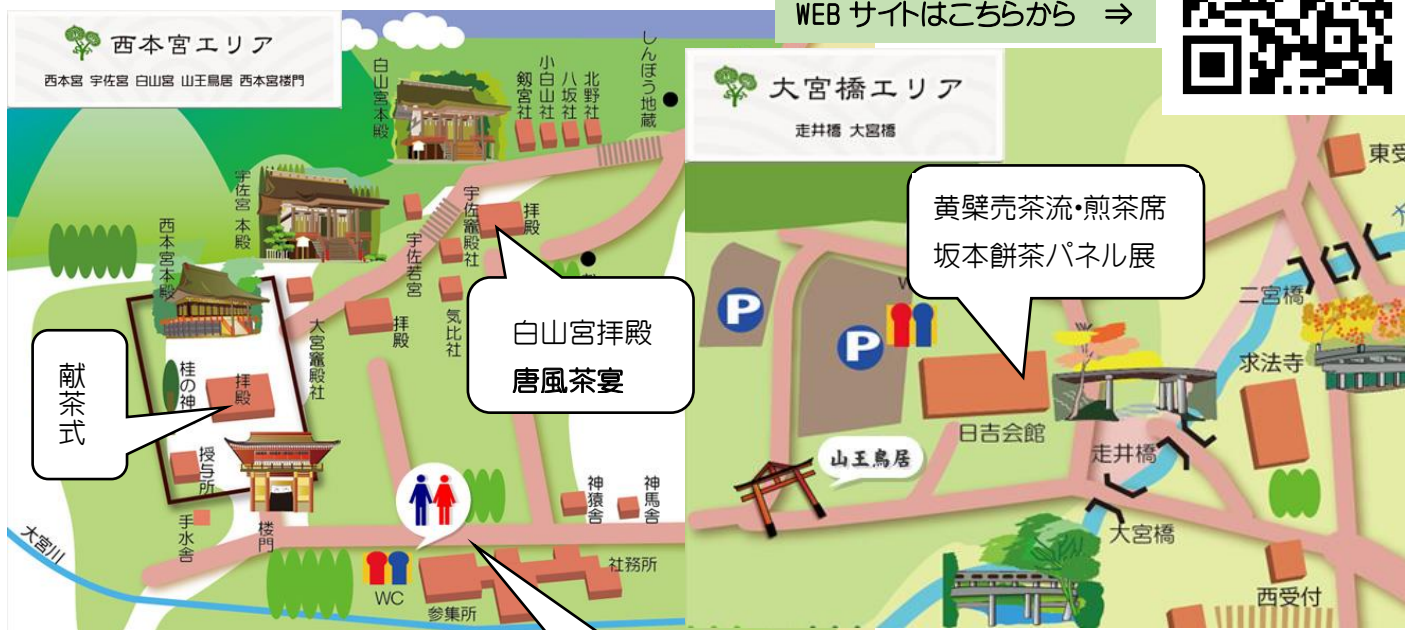 WEB サイトはこちらから ⇒
西本宮エリア
西本宮 宇佐宮 白山宮 山王鳥居 西本宮楼門
白山宮本殿
剱宮社
小白山社
八坂社
北野社
しんぼう地蔵
宇佐宮 本殿
宇佐竈殿社
拝殿
宇佐若宮
気比社
拝殿
西本宮本殿
大宮竈殿社
白山宮拝殿
唐風茶宴
献茶式
桂の神
拝殿
授与所
手水舎
楼門
大宮川
WC
参集所
社務所
神猿舎
神馬舎
大宮橋エリア
走井橋 大宮橋
東受
黄檗売茶流・煎茶席
坂本餅茶パネル展
P
P
二宮橋
求法寺
日吉会館
走井橋
山王鳥居
大宮橋
西受付